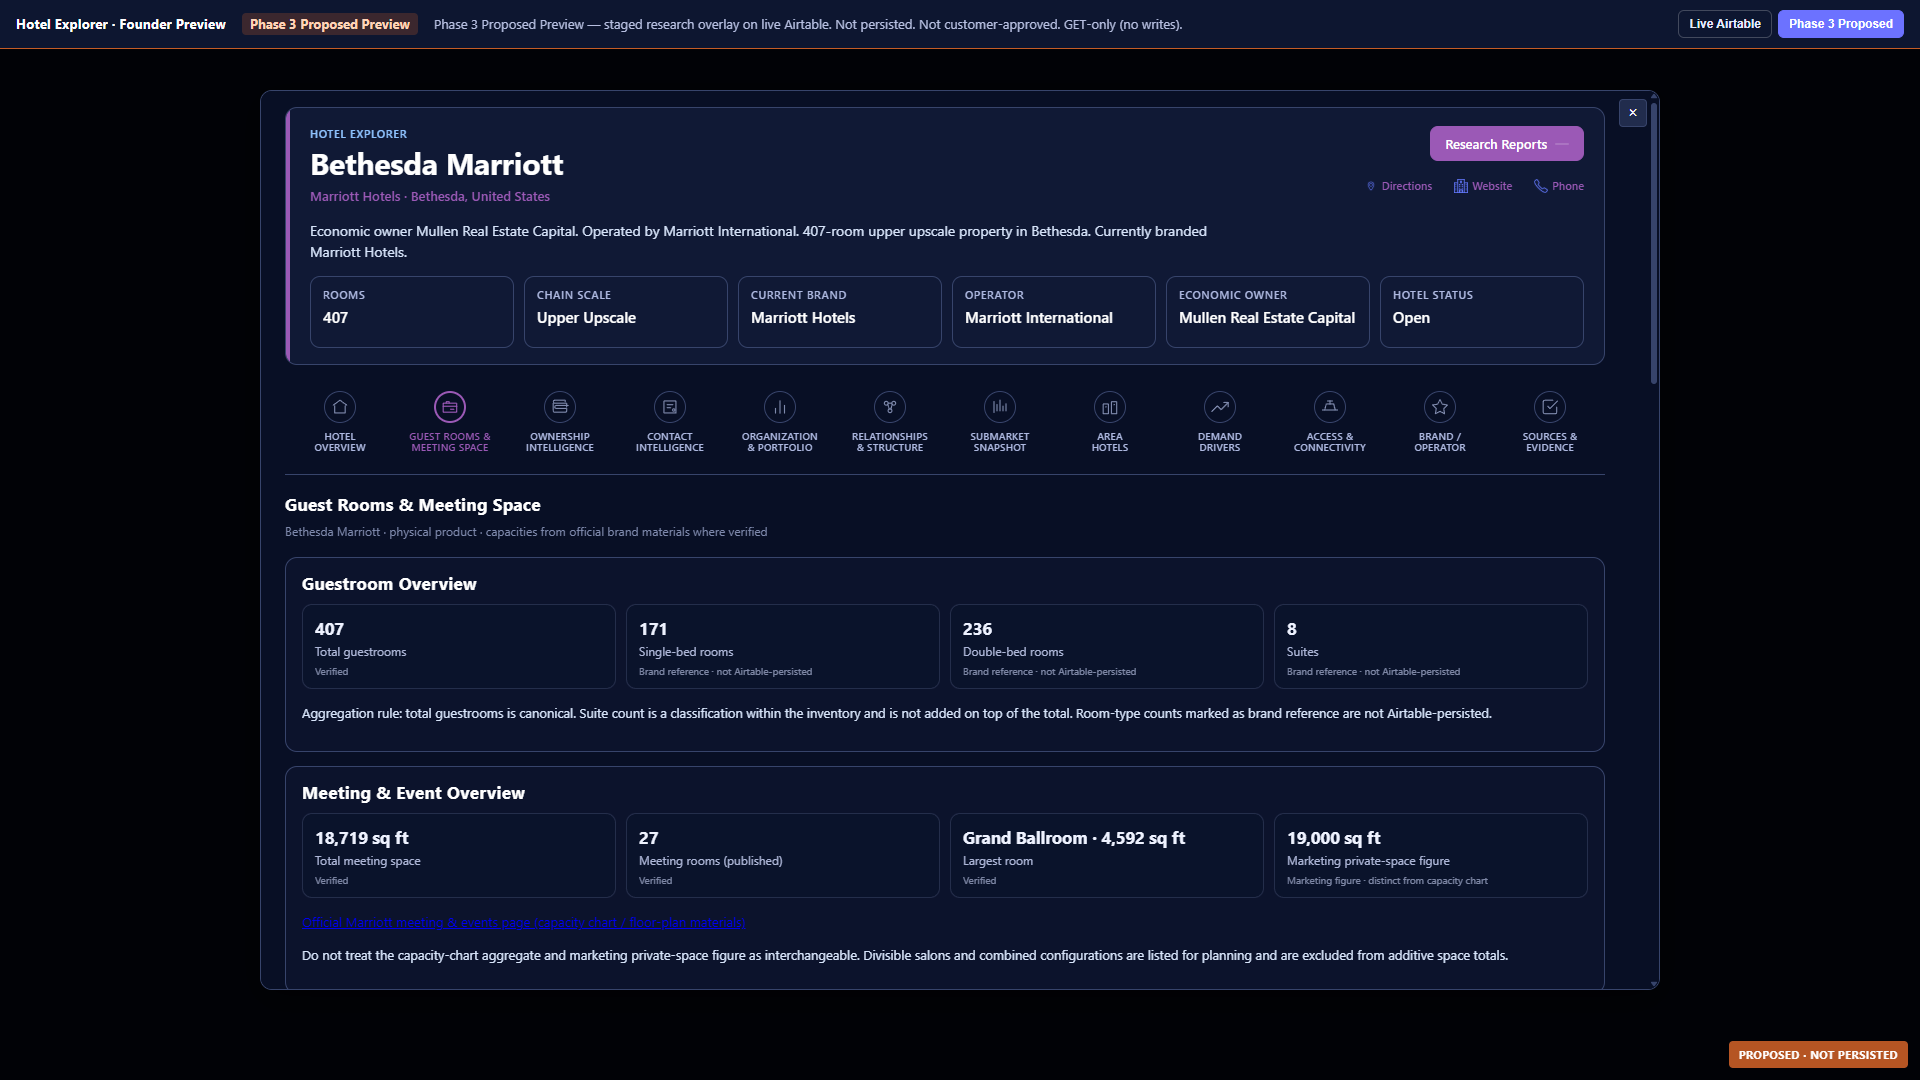 Hotel Explorer · Founder Preview
Phase 3 Proposed Preview
Phase 3 Proposed Preview — staged research overlay on live Airtable. Not persisted. Not customer-approved. GET-only (no writes).
Live Airtable
Phase 3 Proposed
HOTEL EXPLORER
Bethesda Marriott
Marriott Hotels · Bethesda, United States
Research Reports —
Directions
Website
Phone
Economic owner Mullen Real Estate Capital. Operated by Marriott International. 407-room upper upscale property in Bethesda. Currently branded
Marriott Hotels.
ROOMS
407
CHAIN SCALE
Upper Upscale
CURRENT BRAND
Marriott Hotels
OPERATOR
Marriott International
ECONOMIC OWNER
Mullen Real Estate Capital
HOTEL STATUS
Open
HOTEL
OVERVIEW
GUEST ROOMS &
MEETING SPACE
OWNERSHIP
INTELLIGENCE
CONTACT
INTELLIGENCE
ORGANIZATION
& PORTFOLIO
RELATIONSHIPS
& STRUCTURE
SUBMARKET
SNAPSHOT
AREA
HOTELS
DEMAND
DRIVERS
ACCESS &
CONNECTIVITY
BRAND /
OPERATOR
SOURCES &
EVIDENCE
Guest Rooms & Meeting Space
Bethesda Marriott · physical product · capacities from official brand materials where verified
Guestroom Overview
407
Total guestrooms
Verified
171
Single-bed rooms
Brand reference · not Airtable-persisted
236
Double-bed rooms
Brand reference · not Airtable-persisted
8
Suites
Brand reference · not Airtable-persisted
Aggregation rule: total guestrooms is canonical. Suite count is a classification within the inventory and is not added on top of the total. Room-type counts marked as brand reference are not Airtable-persisted.
Meeting & Event Overview
18,719 sq ft
Total meeting space
Verified
27
Meeting rooms (published)
Verified
Grand Ballroom · 4,592 sq ft
Largest room
Verified
19,000 sq ft
Marketing private-space figure
Marketing figure · distinct from capacity chart
Official Marriott meeting & events page (capacity chart / floor-plan materials)
Do not treat the capacity-chart aggregate and marketing private-space figure as interchangeable. Divisible salons and combined configurations are listed for planning and are excluded from additive space totals.
PROPOSED · NOT PERSISTED